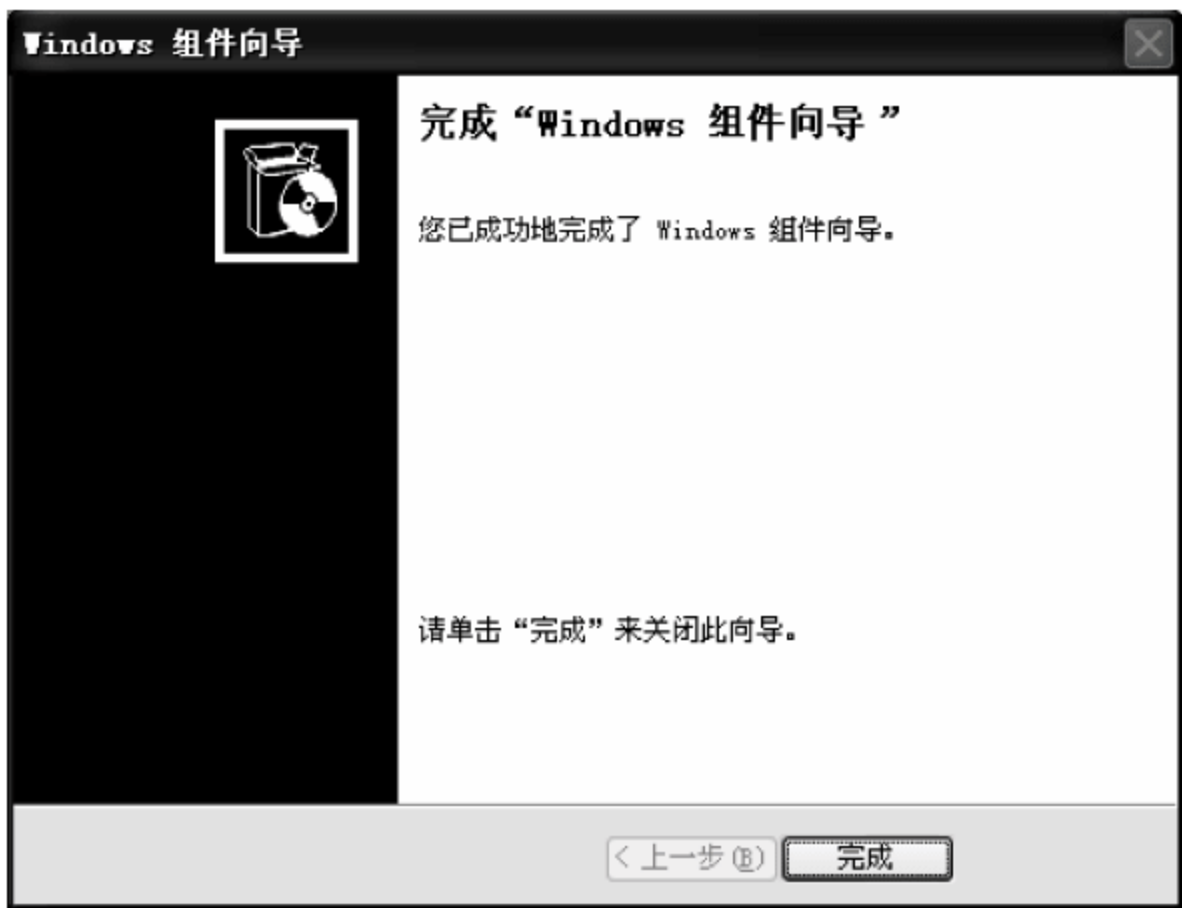 Windows 组件向导
完成“Windows 组件向导”
您已成功地完成了 Windows 组件向导。
请单击“完成”来关闭此向导。
< 上一步(B)
完成